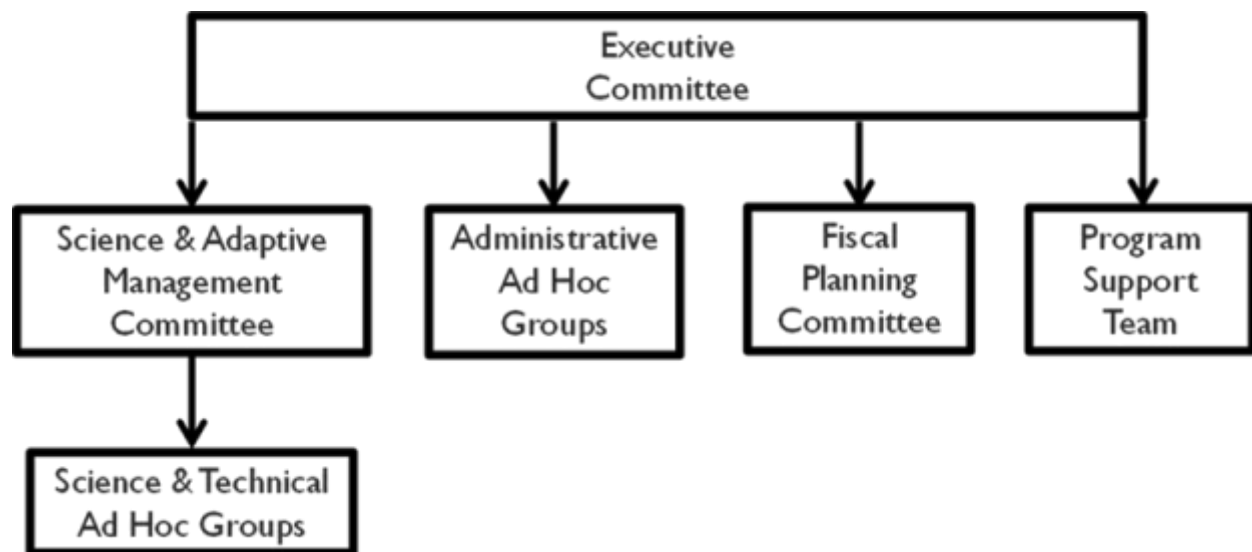 Executive
Committee
Science & Adaptive
Management
Committee
Administrative
Ad Hoc
Groups
Fiscal
Planning
Committee
Program
Support
Team
Science & Technical
Ad Hoc Groups